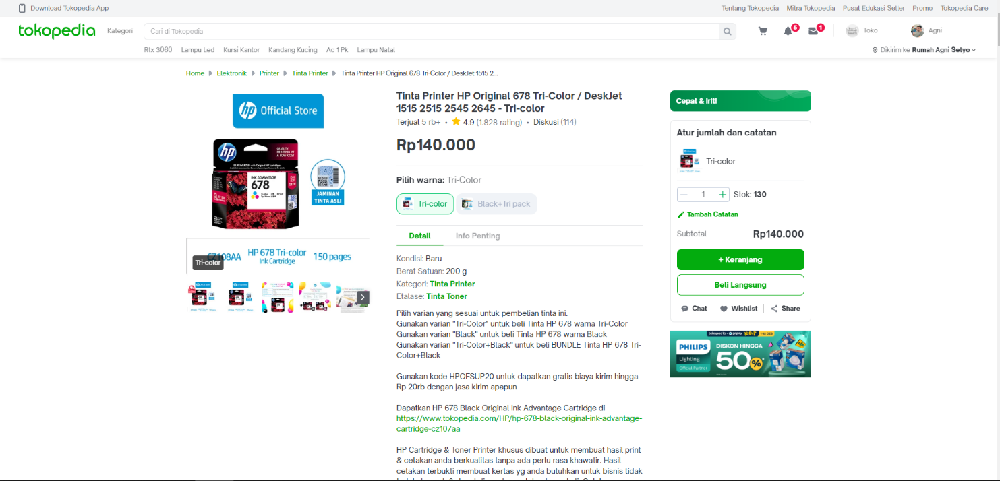 Download Tokopedia App
Tentang Tokopedia Mitra Tokopedia Pusat Edukasi Seller Promo Tokopedia Care
tokopedia Kategori Cari di Tokopedia 5 1 Toko Agni
Rtx 3060 Lampu Led Kursi Kantor Kandang Kucing Ac 1 Pk Lampu Natal
Dikirim ke Rumah Agni Setyo
Home Elektronik Printer Tinta Printer Tinta Printer HP Original 678 Tri-Color / DeskJet 1515 2...
hp Official Store
hp
QUALITY
PRINTING AT
A LOW COST
INK ADVANTAGE
678
JAMINAN
TINTA ASLI
CZ108AA HP 678 Tri-color 150 pages
Ink Cartridge
Tri-color
Tinta Printer HP Original 678 Tri-Color / DeskJet
1515 2515 2545 2645 - Tri-color
Terjual 5 rb+ • 4.9 (1.828 rating) • Diskusi (114)
Rp140.000
Pilih warna: Tri-Color
Tri-color Black+Tri pack
Detail Info Penting
Kondisi: Baru
Berat Satuan: 200 g
Kategori: Tinta Printer
Etalase: Tinta Toner
Pilih varian yang sesuai untuk pembelian tinta ini.
Gunakan varian "Tri-Color" untuk beli Tinta HP 678 warna Tri-Color
Gunakan varian "Black" untuk beli Tinta HP 678 warna Black
Gunakan varian "Tri-Color+Black" untuk beli BUNDLE Tinta HP 678 Tri-
Color+Black
Gunakan kode HPOFSUP20 untuk dapatkan gratis biaya kirim hingga
Rp 20rb dengan jasa kirim apapun
Dapatkan HP 678 Black Original Ink Advantage Cartridge di
https://www.tokopedia.com/HP/hp-678-black-original-ink-advantage-
cartridge-cz107aa
HP Cartridge & Toner Printer khusus dibuat untuk membuat hasil print
& cetakan anda berkualitas tanpa ada perlu rasa khawatir. Hasil
cetakan terbukti membuat kertas yg anda butuhkan untuk bisnis tidak
Cepat & Irit!
Atur jumlah dan catatan
Tri-color
1 Stok: 130
Tambah Catatan
Subtotal Rp140.000
+ Keranjang
Beli Langsung
Chat Wishlist Share
tokopedia gopay
PHILIPS
Lighting
Official Partner
DISKON HINGGA
50%